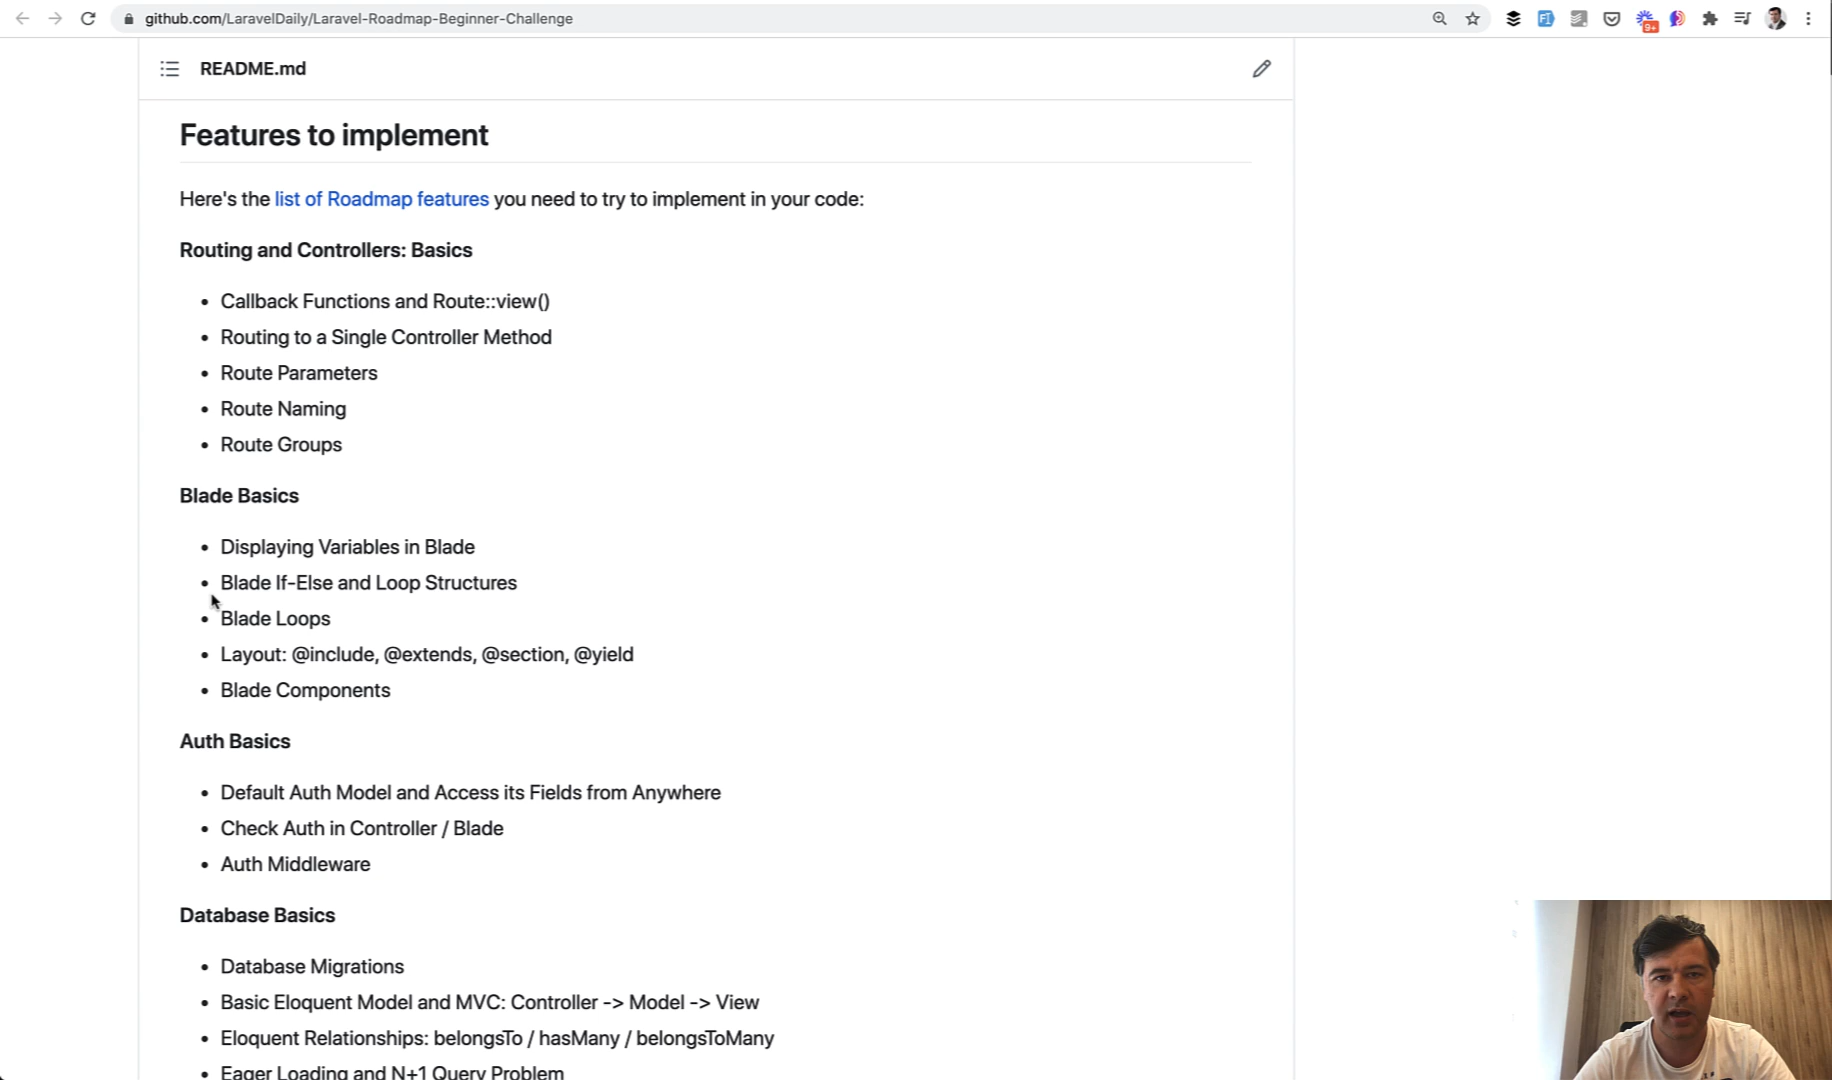 github.com/LaravelDaily/Laravel-Roadmap-Beginner-Challenge
9+
README.md
Features to implement
Here's the list of Roadmap features you need to try to implement in your code:
Routing and Controllers: Basics
• Callback Functions and Route::view()
• Routing to a Single Controller Method
• Route Parameters
• Route Naming
• Route Groups
Blade Basics
• Displaying Variables in Blade
• Blade If-Else and Loop Structures
• Blade Loops
• Layout: @include, @extends, @section, @yield
• Blade Components
Auth Basics
• Default Auth Model and Access its Fields from Anywhere
• Check Auth in Controller / Blade
• Auth Middleware
Database Basics
• Database Migrations
• Basic Eloquent Model and MVC: Controller -> Model -> View
• Eloquent Relationships: belongsTo / hasMany / belongsToMany
• Eager Loading and N+1 Query Problem